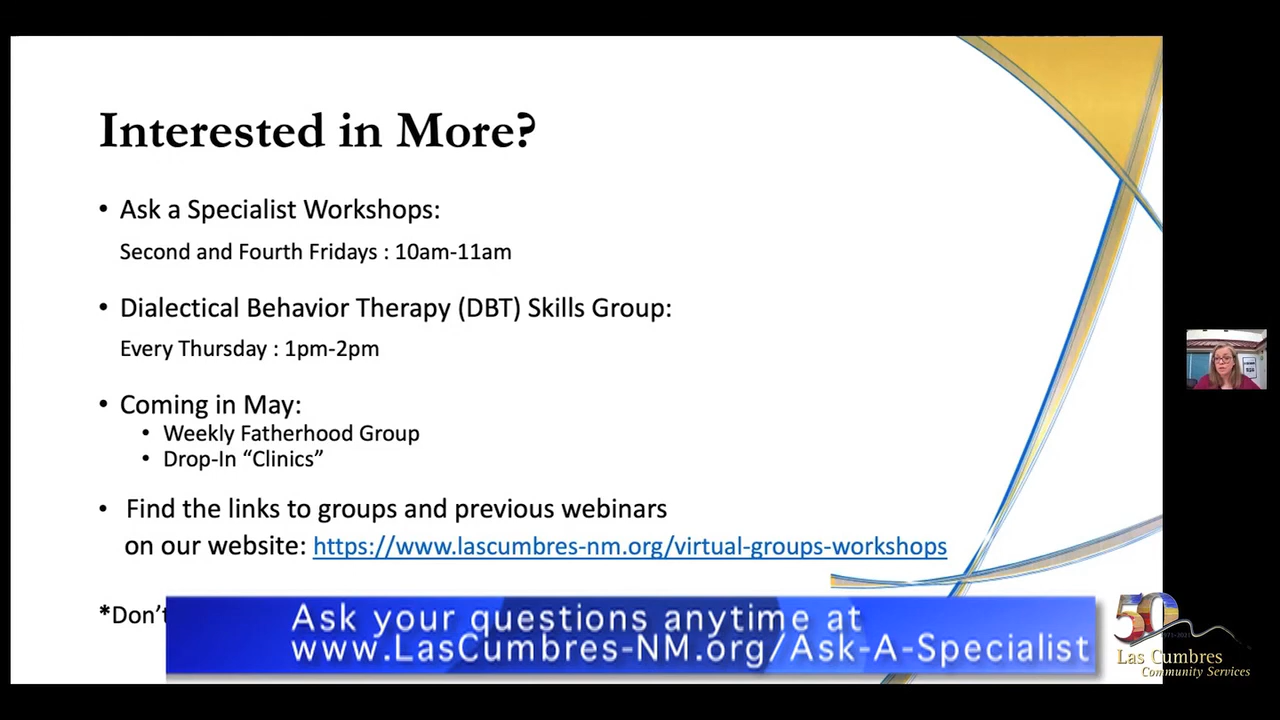 Interested in More?
• Ask a Specialist Workshops:
Second and Fourth Fridays : 10am-11am
• Dialectical Behavior Therapy (DBT) Skills Group:
Every Thursday : 1pm-2pm
• Coming in May:
• Weekly Fatherhood Group
• Drop-In “Clinics”
• Find the links to groups and previous webinars
on our website: https://www.lascumbres-nm.org/virtual-groups-workshops
*Don't
Ask your questions anytime at
www.LasCumbres-NM.org/Ask-A-Specialist
50
1971-2021
Las Cumbres
Community Services